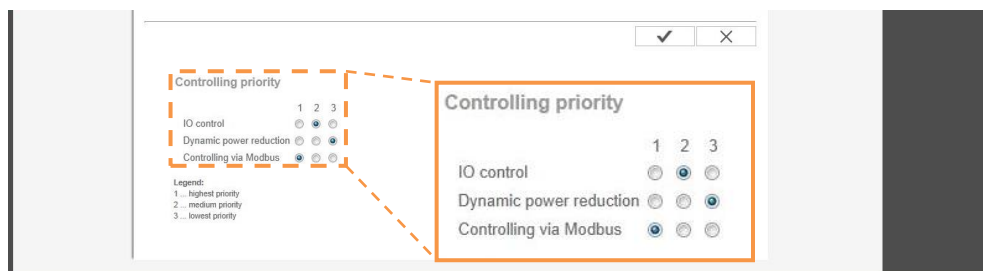 Controlling priority
1 2 3
IO control
Dynamic power reduction
Controlling via Modbus
Legend:
1 ... highest priority
2 ... medium priority
3 ... lowest priority
Controlling priority
1 2 3
IO control
Dynamic power reduction
Controlling via Modbus